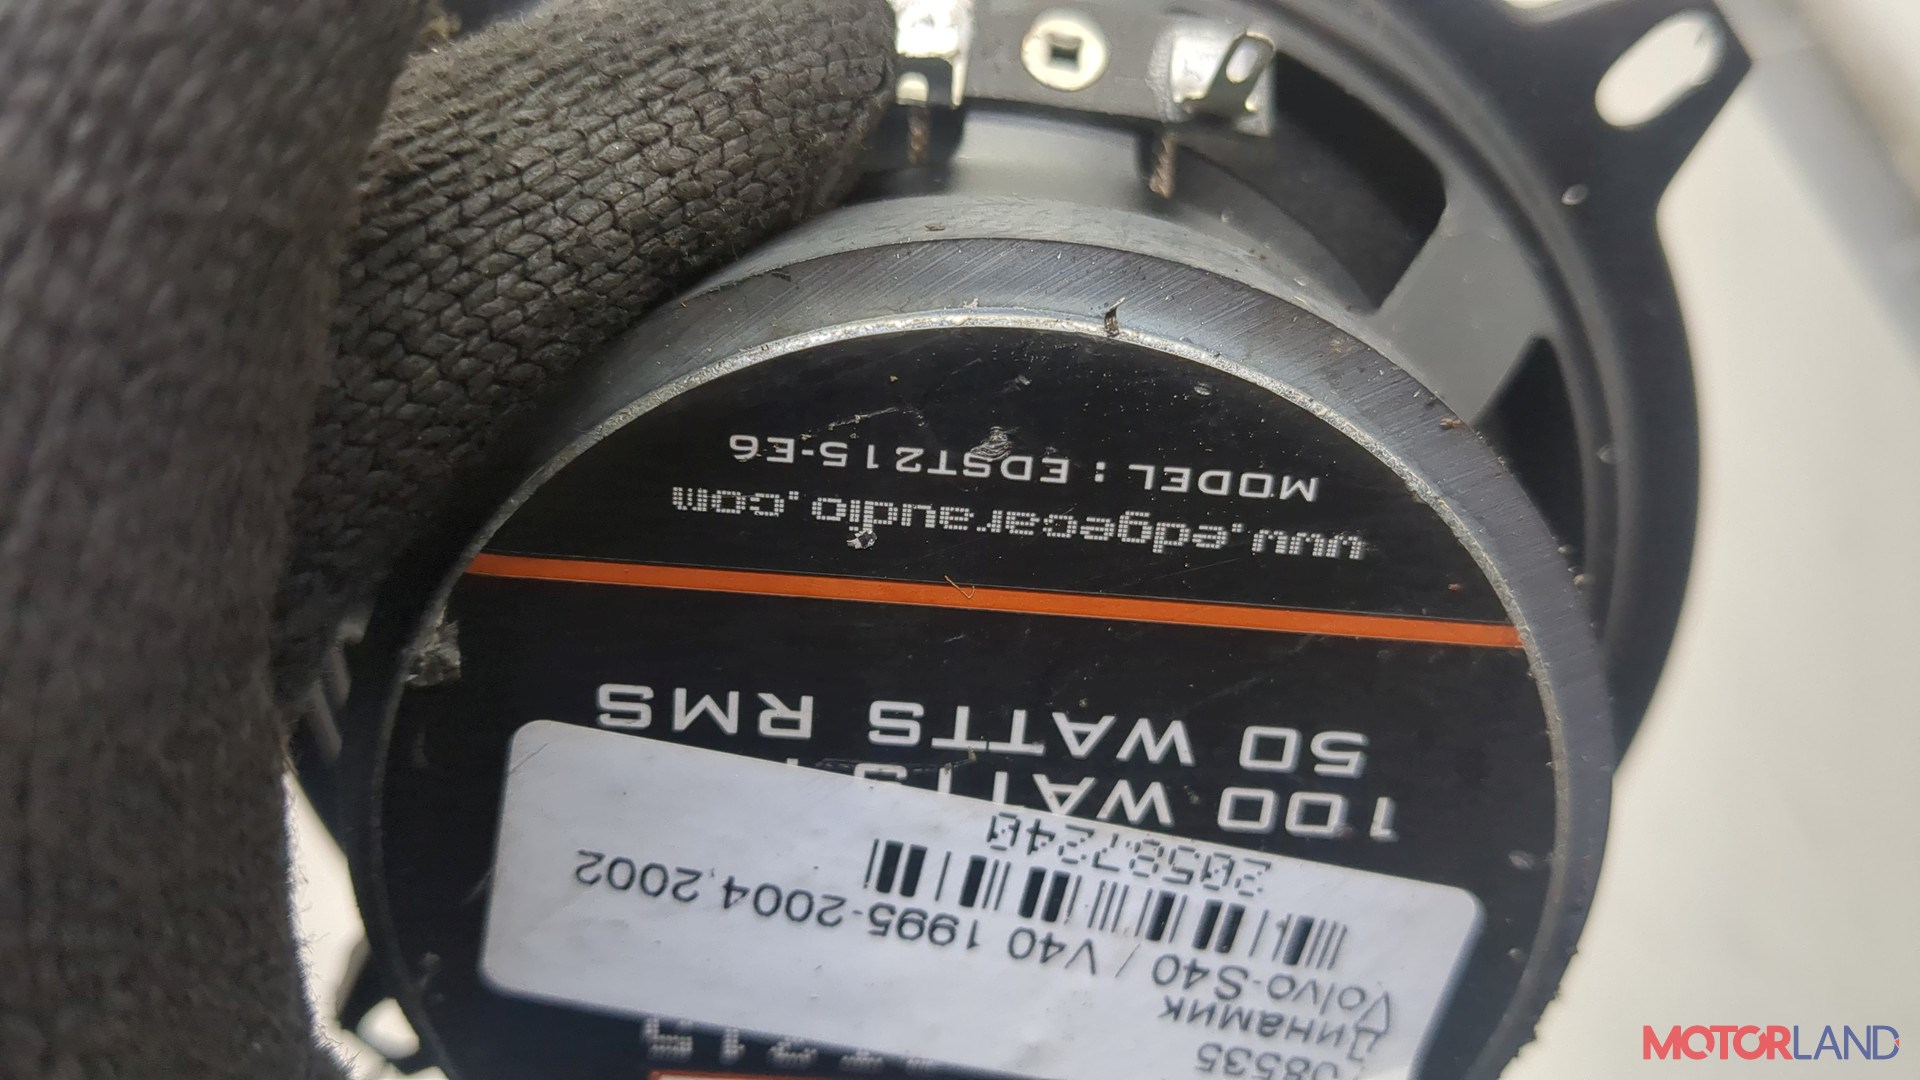 08535
Динамик
Volvo-S40 / V40 1995-2004,2002
205872401
100 WATTS
50 WATTS RMS
www.edgecaraudio.com
MODEL : EDST215-E6
MOTORLAND